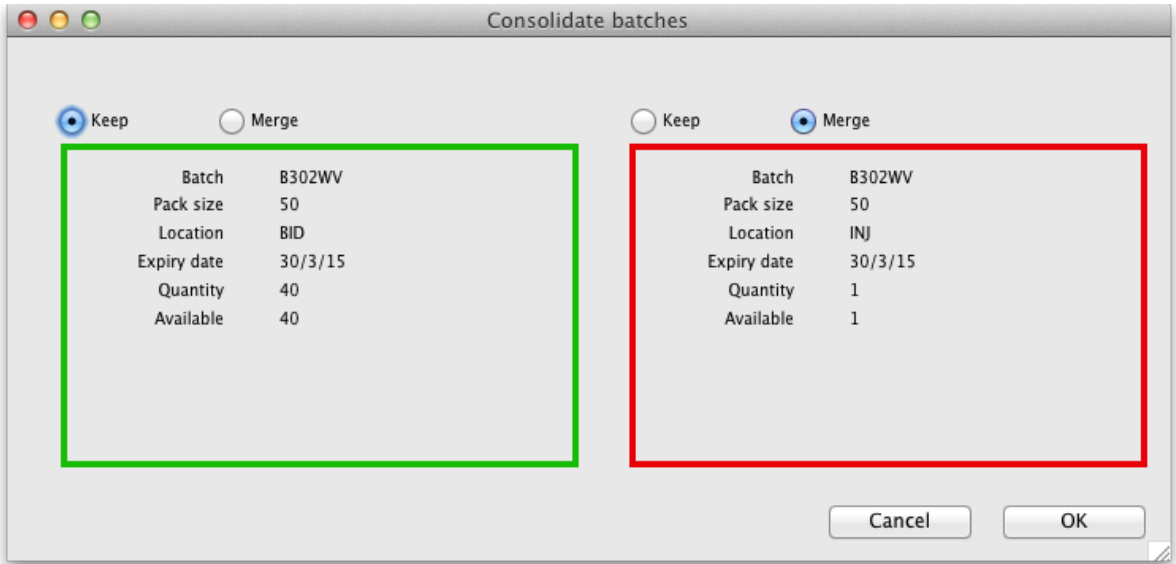 Consolidate batches
Keep Merge
Batch B302WV
Pack size 50
Location BID
Expiry date 30/3/15
Quantity 40
Available 40
Keep Merge
Batch B302WV
Pack size 50
Location INJ
Expiry date 30/3/15
Quantity 1
Available 1
Cancel OK